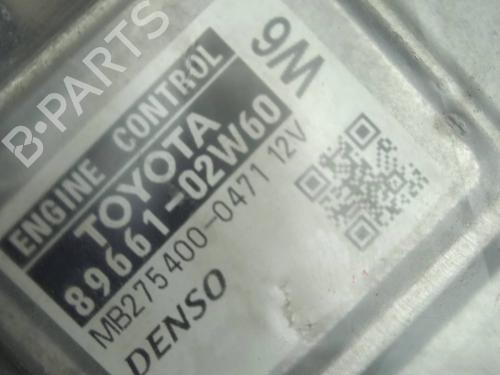 B-PARTS
ENGINE CONTROL
TOYOTA
89661-02W60
MB275400-0471 12V
DENSO
9M